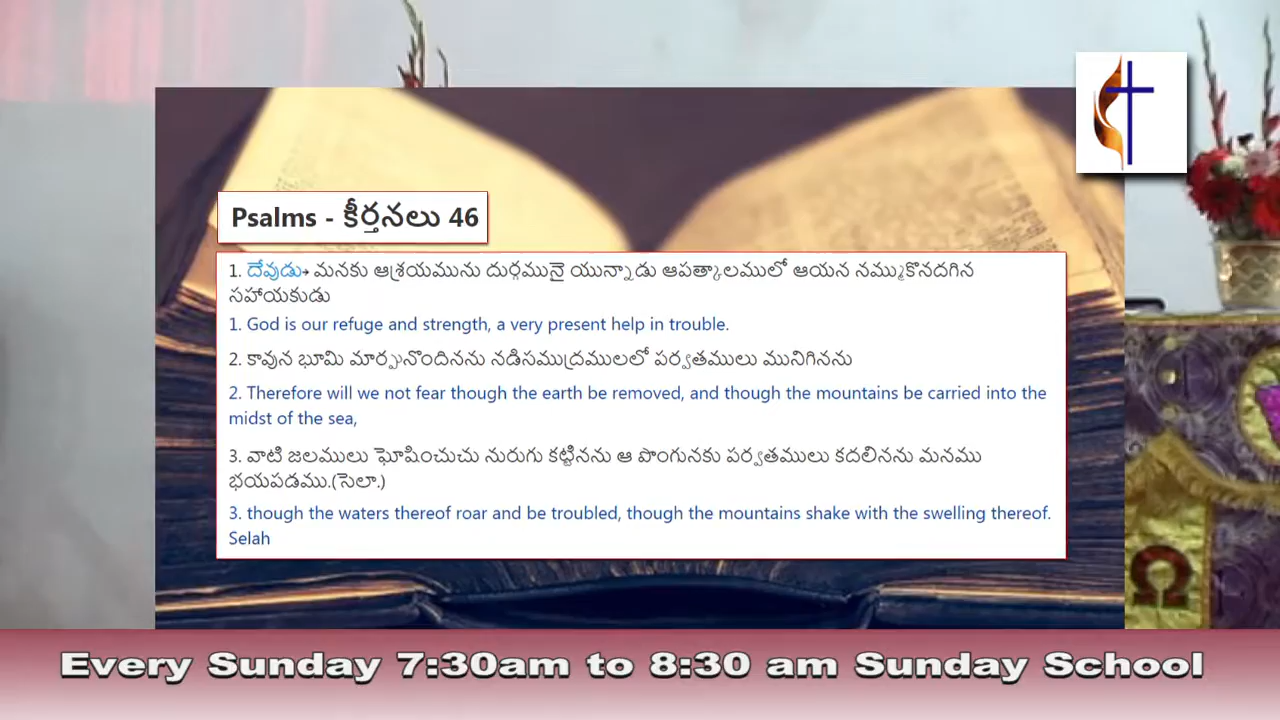 Psalms - కీర్తనలు 46
1. దేవుడు→ మనకు ఆశ్రయమును దుర్గమునై యున్నాడు ఆపత్కాలములో ఆయన నమ్ముకొనదగిన
సహాయకుడు
1. God is our refuge and strength, a very present help in trouble.
2. కావున భూమి మార్పునొందినను నడిసముద్రములలో పర్వతములు మునిగినను
2. Therefore will we not fear though the earth be removed, and though the mountains be carried into the
midst of the sea,
3. వాటి జలములు ఘోషించుచు నురుగు కట్టినను ఆ పొంగునకు పర్వతములు కదలినను మనము
భయపడము.(సెలా.)
3. though the waters thereof roar and be troubled, though the mountains shake with the swelling thereof.
Selah
Ω
Every Sunday 7:30am to 8:30 am Sunday School